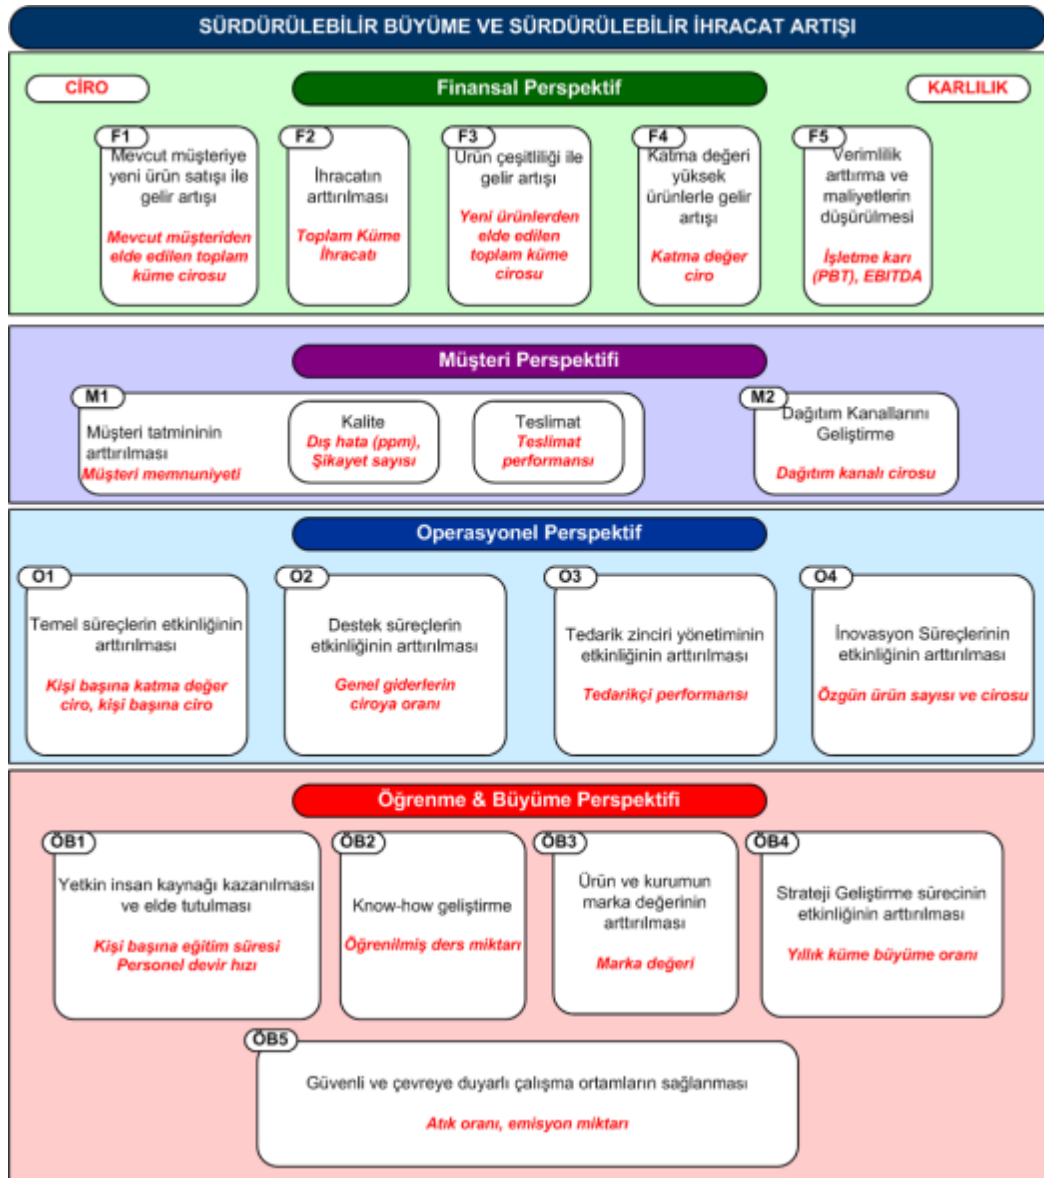 SÜRDÜRÜLEBİLİR BÜYÜME VE SÜRDÜRÜLEBİLİR İHRACAT ARTIŞI
CİRO
Finansal Perspektif
KARLILIK
F1
Mevcut müşteriye
yeni ürün satışı ile
gelir artışı
Mevcut müşteriden
elde edilen toplam
küme cirosu
F2
İhracatın
arttırılması
Toplam Küme
İhracatı
F3
Ürün çeşitliliği ile
gelir artışı
Yeni ürünlerden
elde edilen
toplam küme
cirosu
F4
Katma değeri
yüksek
ürünlerle gelir
artışı
Katma değer
ciro
F5
Verimlilik
arttırma ve
maliyetlerin
düşürülmesi
İşletme karı
(PBT), EBITDA
Müşteri Perspektifi
M1
Müşteri tatmininin
arttırılması
Müşteri memnuniyeti
Kalite
Dış hata (ppm),
Şikayet sayısı
Teslimat
Teslimat
performansı
M2
Dağıtım Kanallarını
Geliştirme
Dağıtım kanalı cirosu
Operasyonel Perspektif
O1
Temel süreçlerin etkinliğinin
arttırılması
Kişi başına katma değer
ciro, kişi başına ciro
O2
Destek süreçlerin
etkinliğinin arttırılması
Genel giderlerin
ciroya oranı
O3
Tedarik zinciri yönetiminin
etkinliğinin arttırılması
Tedarikçi performansı
O4
İnovasyon Süreçlerinin
etkinliğinin arttırılması
Özgün ürün sayısı ve cirosu
Öğrenme & Büyüme Perspektifi
ÖB1
Yetkin insan kaynağı kazanılması
ve elde tutulması
Kişi başına eğitim süresi
Personel devir hızı
ÖB2
Know-how geliştirme
Öğrenilmiş ders miktarı
ÖB3
Ürün ve kurumun
marka değerinin
arttırılması
Marka değeri
ÖB4
Strateji Geliştirme sürecinin
etkinliğinin arttırılması
Yıllık küme büyüme oranı
ÖB5
Güvenli ve çevreye duyarlı çalışma ortamların sağlanması
Atık oranı, emisyon miktarı